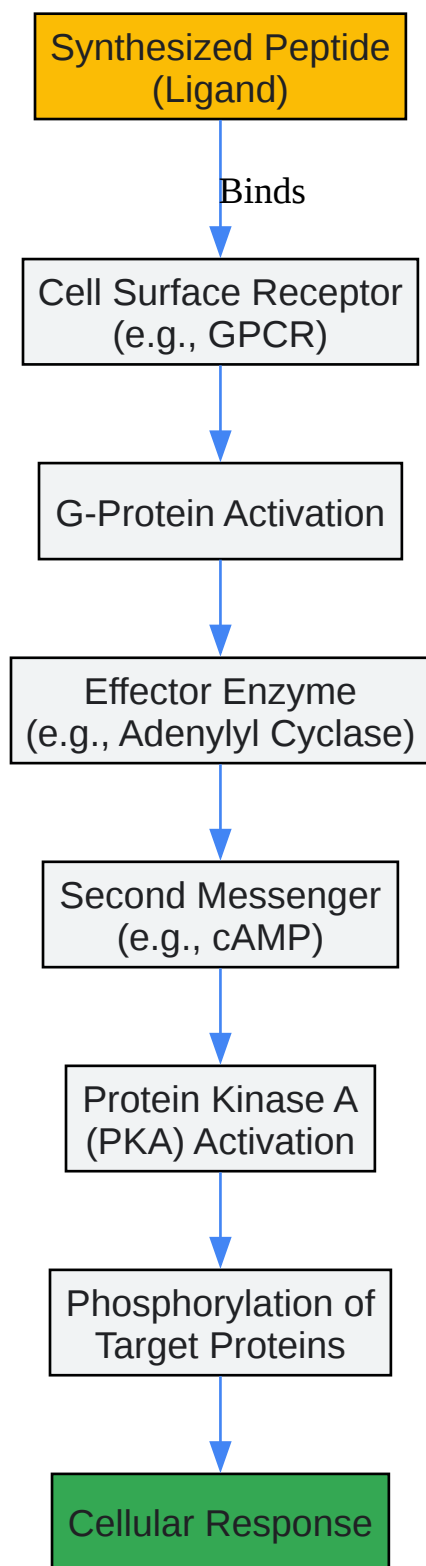 Synthesized Peptide
(Ligand)
Binds
Cell Surface Receptor
(e.g., GPCR)
G-Protein Activation
Effector Enzyme
(e.g., Adenylyl Cyclase)
Second Messenger
(e.g., cAMP)
Protein Kinase A
(PKA) Activation
Phosphorylation of
Target Proteins
Cellular Response